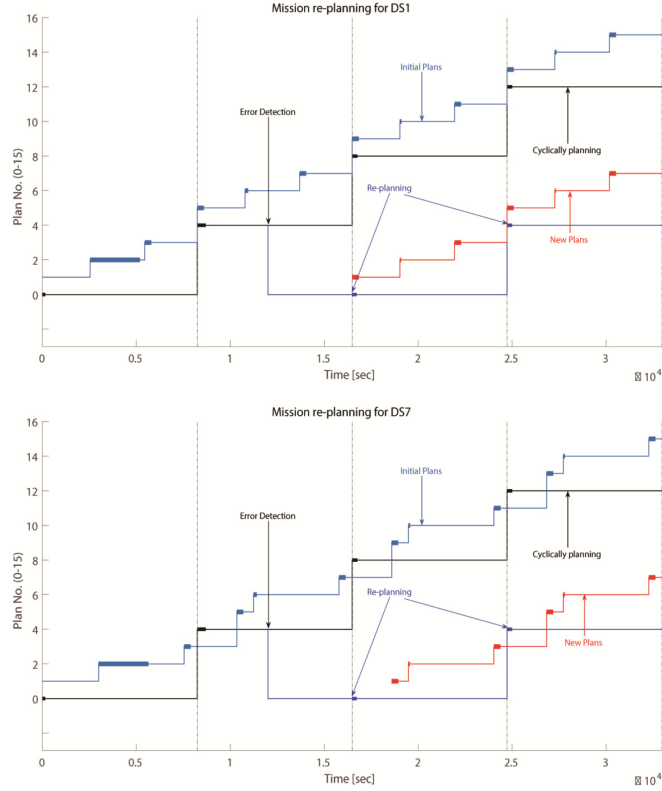 Mission re-planning for DS1
16
14
12
10
8
6
4
2
0
Plan No. (0-15)
Initial Plans
Error Detection
Cyclically planning
Re-planning
New Plans
0
0.5
1
1.5
2
2.5
3
Time [sec]
10^4
Mission re-planning for DS7
16
14
12
10
8
6
4
2
0
Plan No. (0-15)
Initial Plans
Error Detection
Cyclically planning
Re-planning
New Plans
0
0.5
1
1.5
2
2.5
3
Time [sec]
10^4